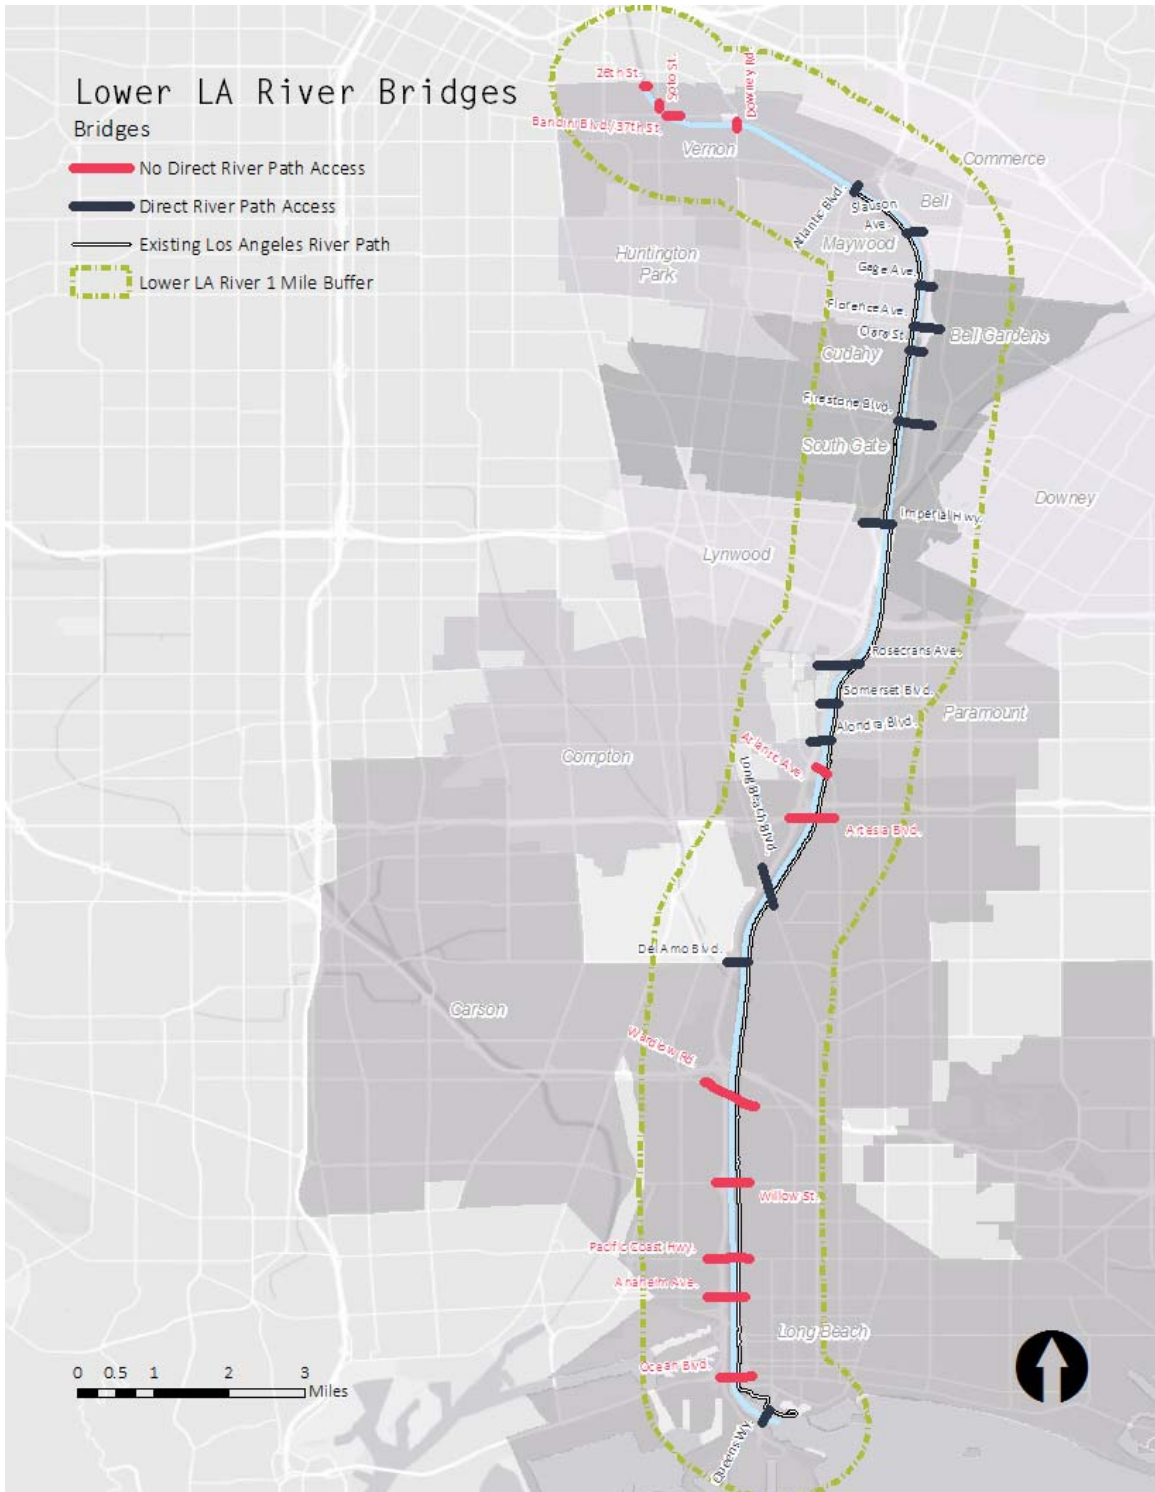 Lower LA River Bridges
Bridges
No Direct River Path Access
Direct River Path Access
Existing Los Angeles River Path
Lower LA River 1 Mile Buffer
26th St.
Soto St.
Downey Rd.
Bandini Blvd/37th St.
Vernon
Commerce
Atlantic Blvd.
Slauson
Ave.
Bell
Maywood
Huntington
Park
Gage Ave.
Florence Ave.
Clara St.
Bell Gardens
Cudahy
Firestone Blvd.
South Gate
Downey
Imperial Hwy.
Lynwood
Rosecrans Ave.
Somerset Blvd.
Paramount
Alondra Blvd.
Atlantic Ave.
Compton
Long Beach Blvd.
Artesia Blvd.
Del Amo Blvd.
Carson
Wardlow Rd.
Willow St.
Pacific Coast Hwy.
Anaheim Ave.
Long Beach
Ocean Blvd.
Queens Wy.
0 0.5 1 2 3
Miles